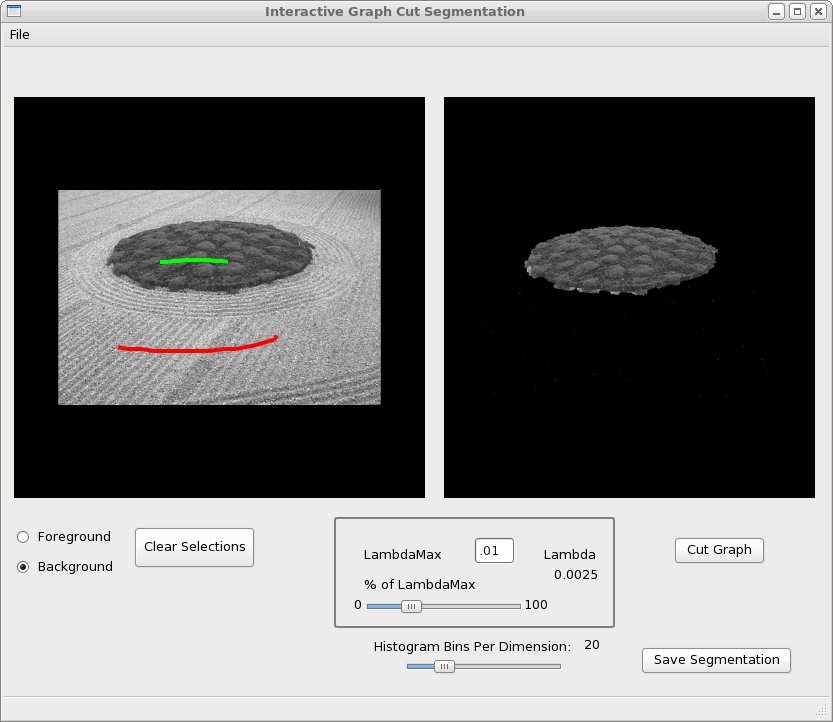 Interactive Graph Cut Segmentation
File
Foreground
Background
Clear Selections
LambdaMax
.01
Lambda
0.0025
% of LambdaMax
0
100
Cut Graph
Histogram Bins Per Dimension:
20
Save Segmentation